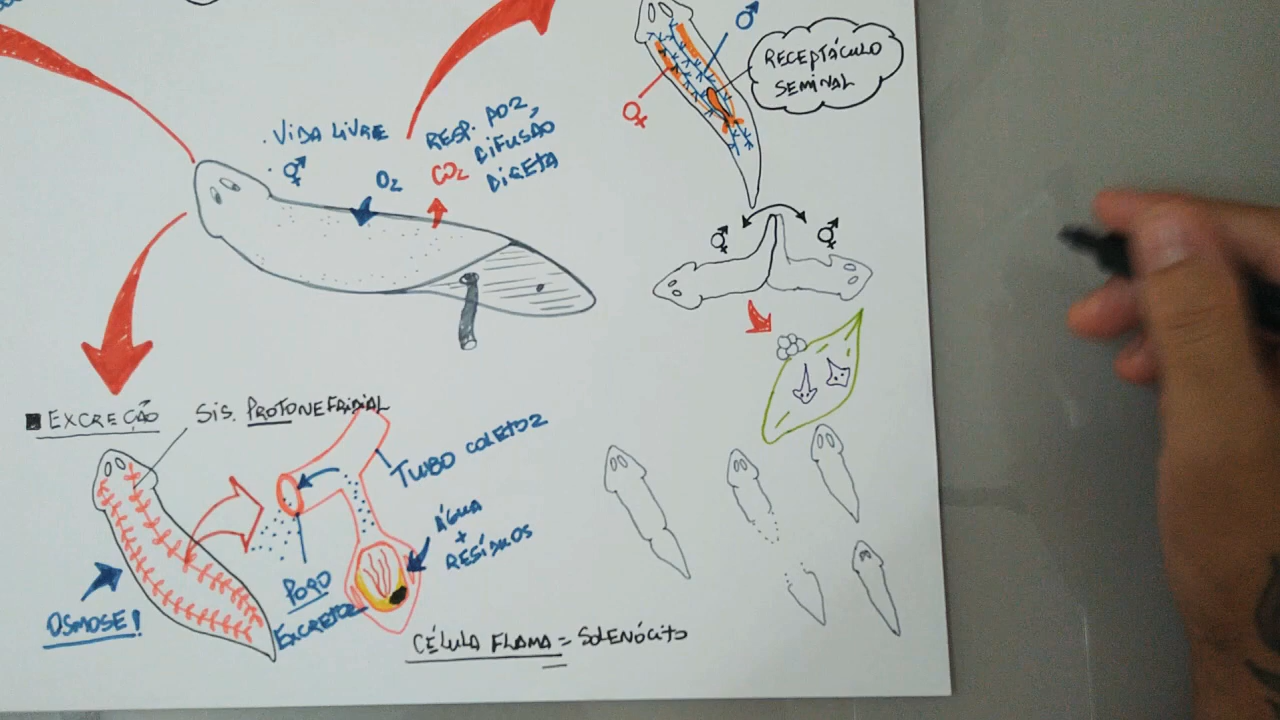 . VIDA LIVRE
. ⚥
O2
CO2
RESP. POR
DIFUSÃO
DIRETA
♂
♀
RECEPTÁCULO
SEMINAL
⚥
⚥
EXCREÇÃO
SIS. PROTONEFRIDIAL
TUBO COLETOR
ÁGUA
+
RESÍDUOS
PORO
EXCRETOR
OSMOSE!
CÉLULA FLAMA = SOLENÓCITO